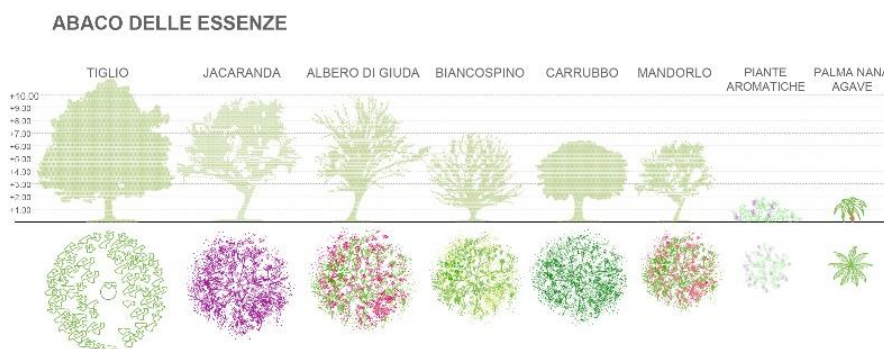 ABACO DELLE ESSENZE
TIGLIO
JACARANDA
ALBERO DI GIUDA
BIANCOSPINO
CARRUBBO
MANDORLO
PIANTE
AROMATICHE
PALMA NANA
AGAVE
+10.00
+9.00
+8.00
+7.00
+6.00
+5.00
+4.00
+3.00
+2.00
+1.00